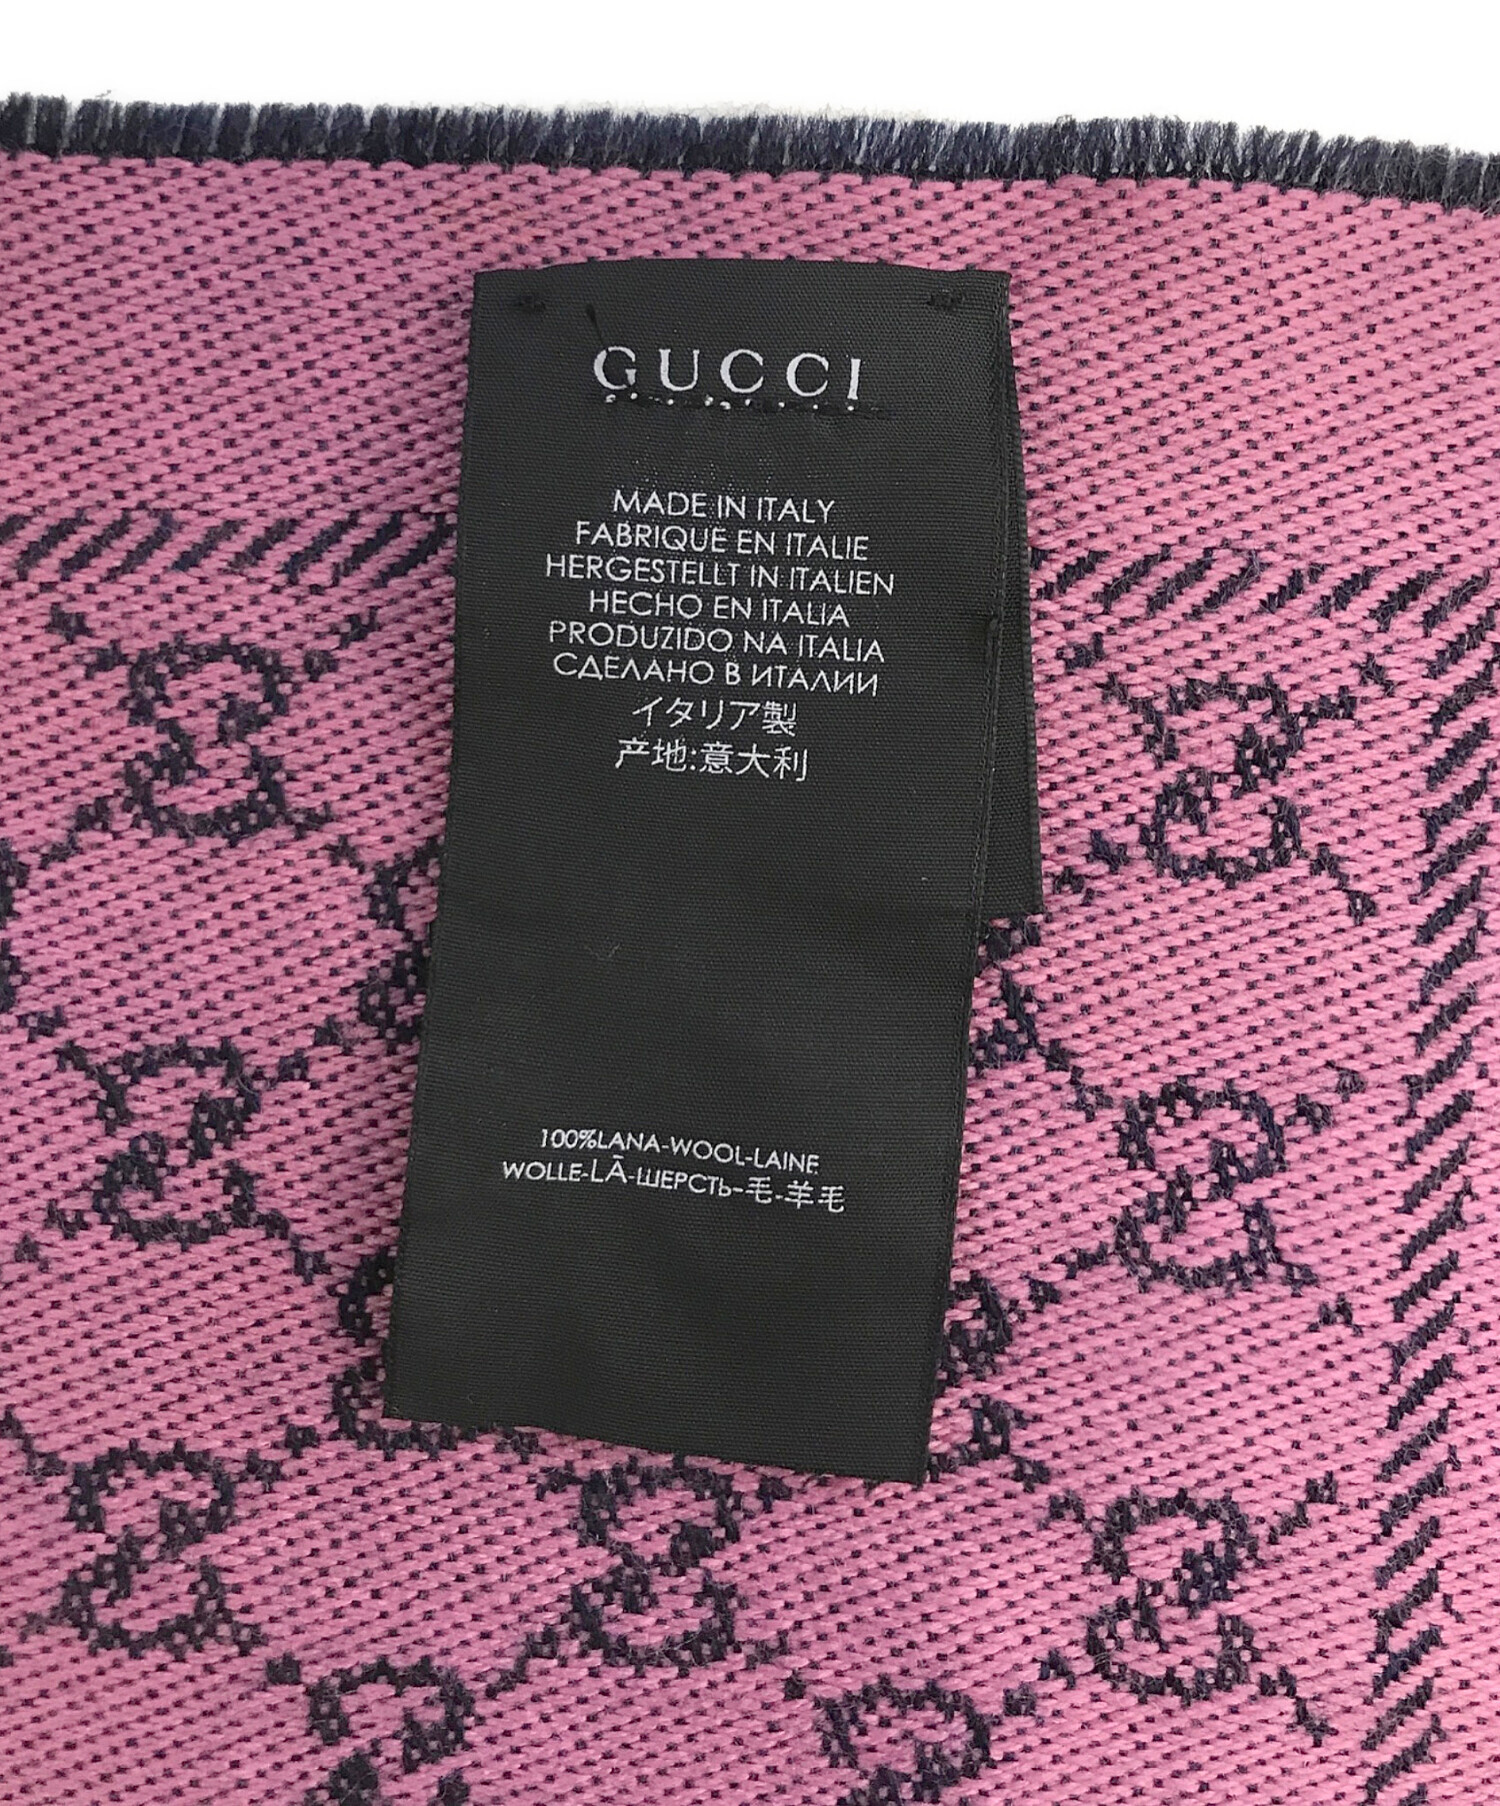 GUCCI
MADE IN ITALY
FABRIQUE EN ITALIE
HERGESTELLT IN ITALIEN
HECHO EN ITALIA
PRODUZIDO NA ITALIA
СДЕЛАНО В ИТАЛИИ
イタリア製
产地:意大利
100%LANA-WOOL-LAINE
WOLLE-LÃ-ШЕРСТЬ-毛-羊毛